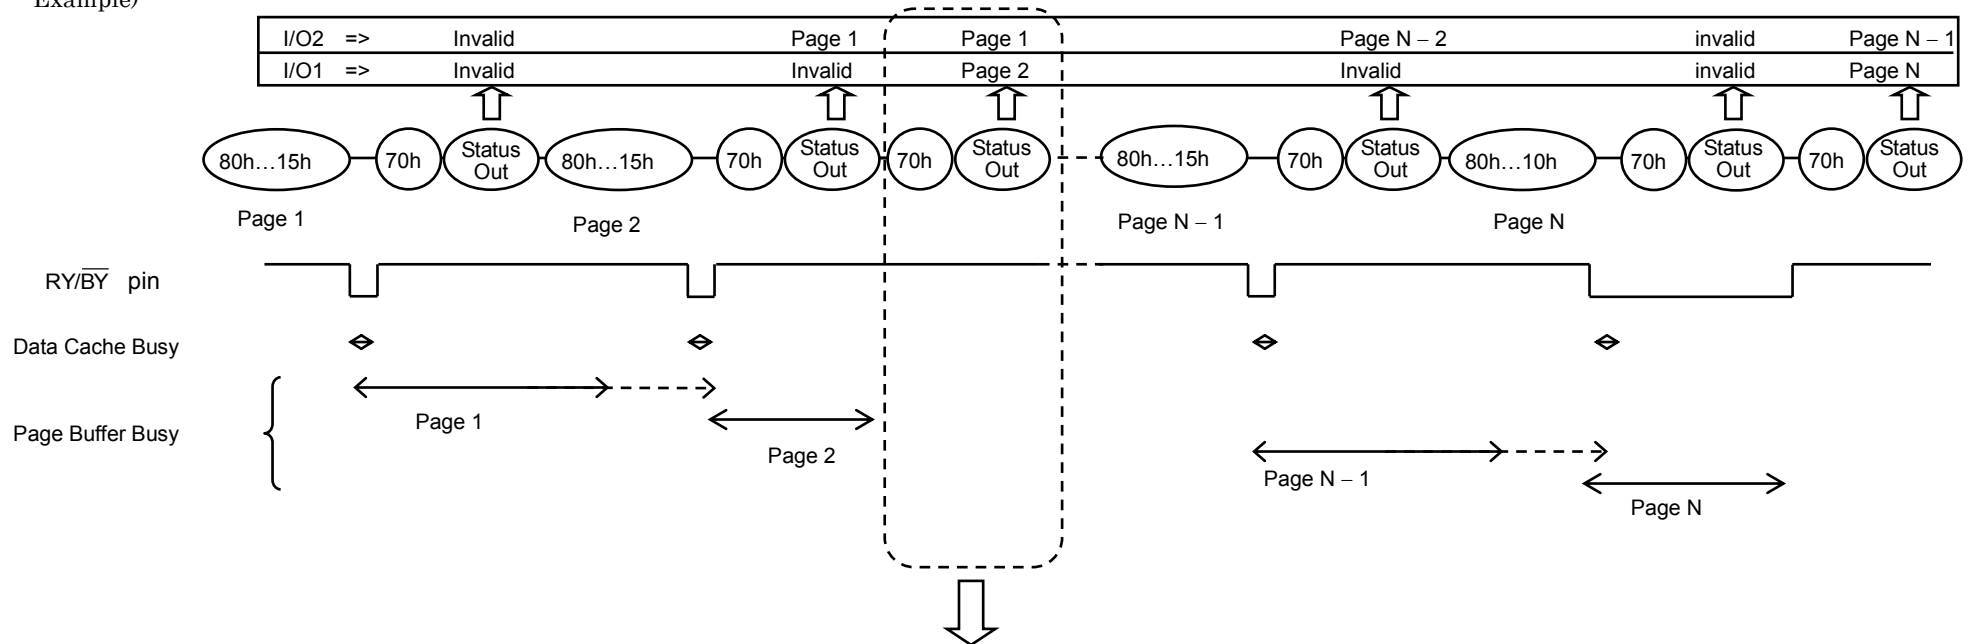 Example)
I/O2 => Invalid Page 1 Page 1 Page N − 2 invalid Page N − 1
I/O1 => Invalid Invalid Page 2 Invalid invalid Page N
80h…15h 70h Status Out 80h…15h 70h Status Out 70h Status Out 80h…15h 70h Status Out 80h…10h 70h Status Out 70h Status Out
Page 1 Page 2 Page N − 1 Page N
RY/B̅Y̅ pin
Data Cache Busy
Page 1
Page Buffer Busy
Page 2
Page N − 1
Page N